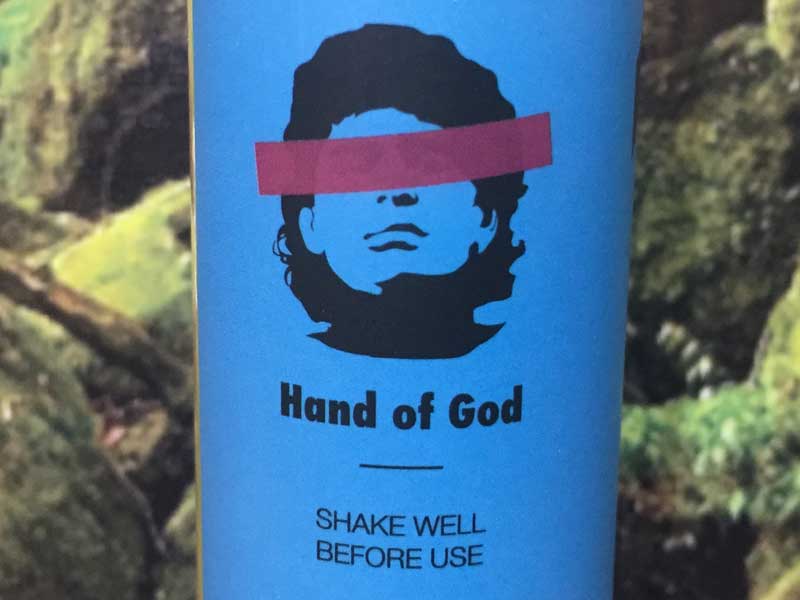 Hand of God
SHAKE WELL
BEFORE USE